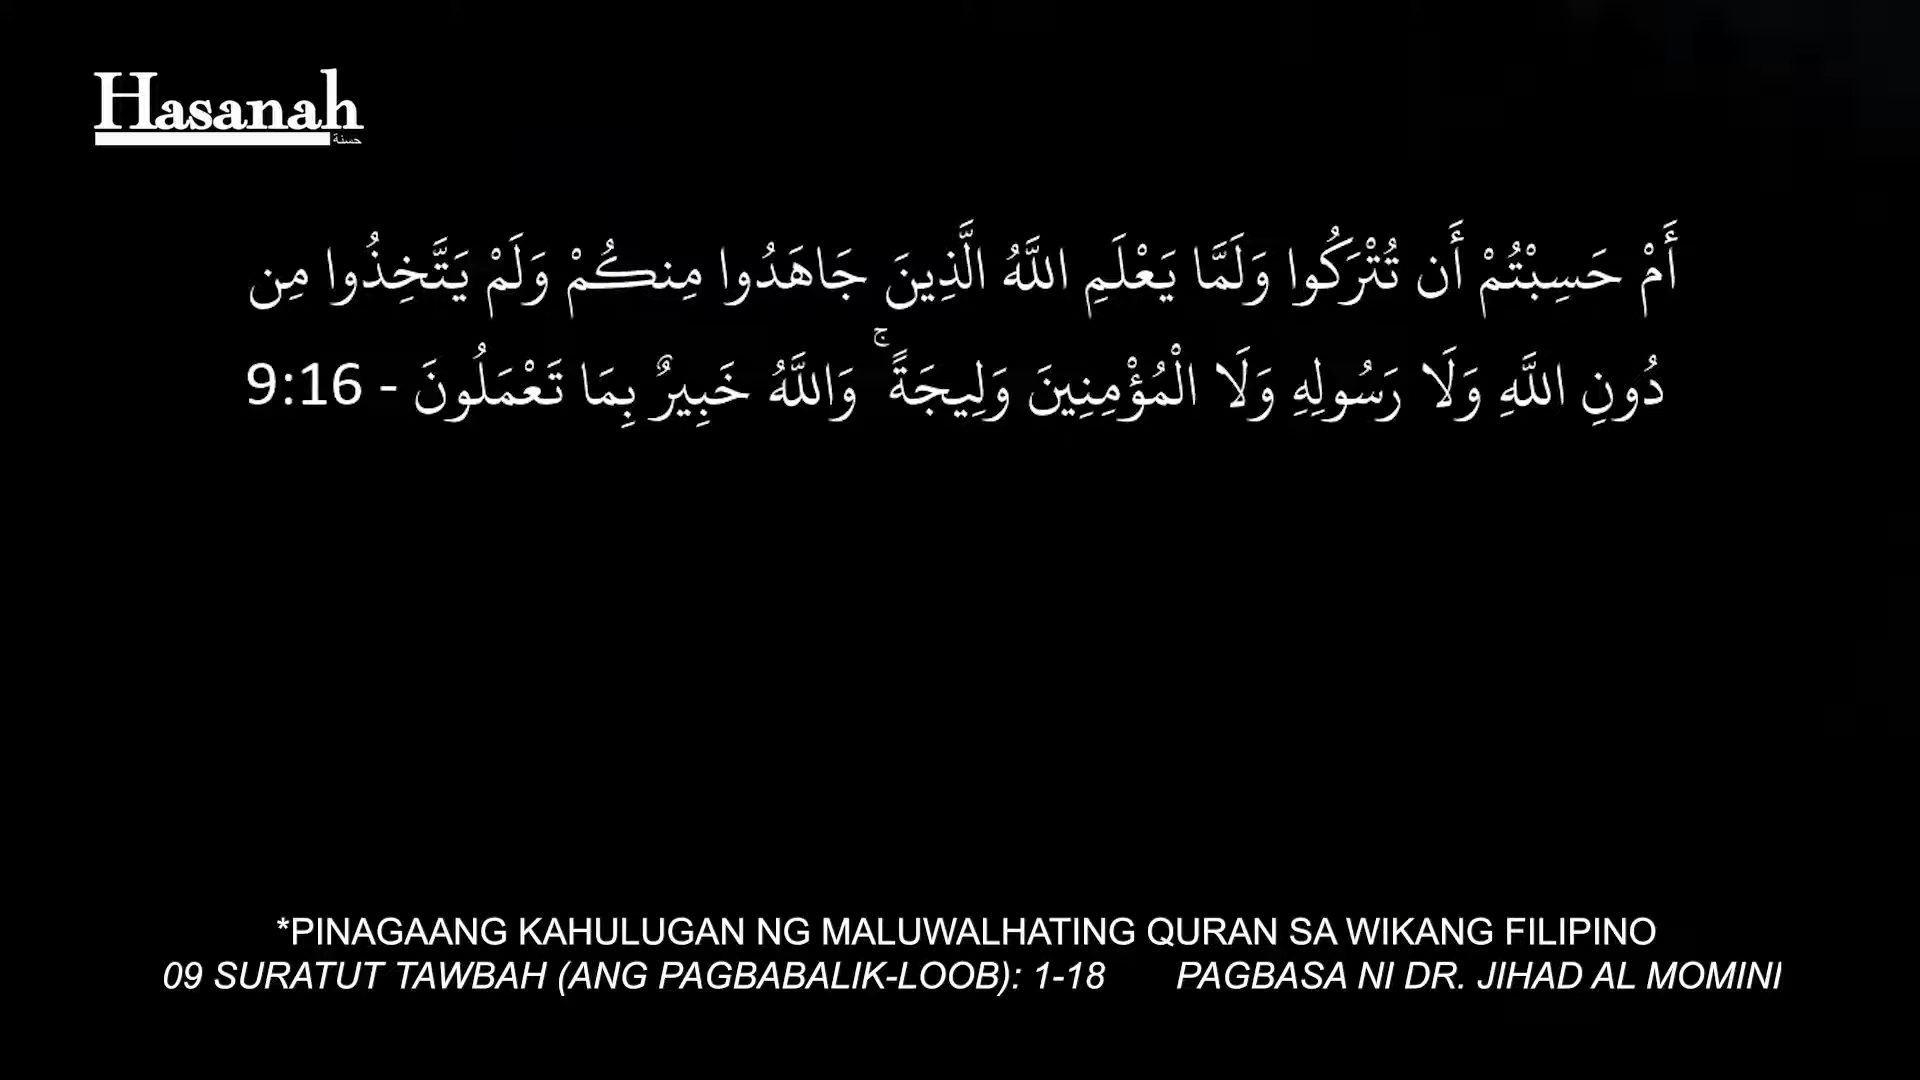 Hasanah
حسنة
أَمْ حَسِبْتُمْ أَن تُتْرَكُوا وَلَمَّا يَعْلَمِ اللَّهُ الَّذِينَ جَاهَدُوا مِنكُمْ وَلَمْ يَتَّخِذُوا مِن
دُونِ اللَّهِ وَلَا رَسُولِهِ وَلَا الْمُؤْمِنِينَ وَلِيجَةً ۚ وَاللَّهُ خَبِيرٌ بِمَا تَعْمَلُونَ - 9:16
*PINAGAANG KAHULUGAN NG MALUWALHATING QURAN SA WIKANG FILIPINO
09 SURATUT TAWBAH (ANG PAGBABALIK-LOOB): 1-18 PAGBASA NI DR. JIHAD AL MOMINI